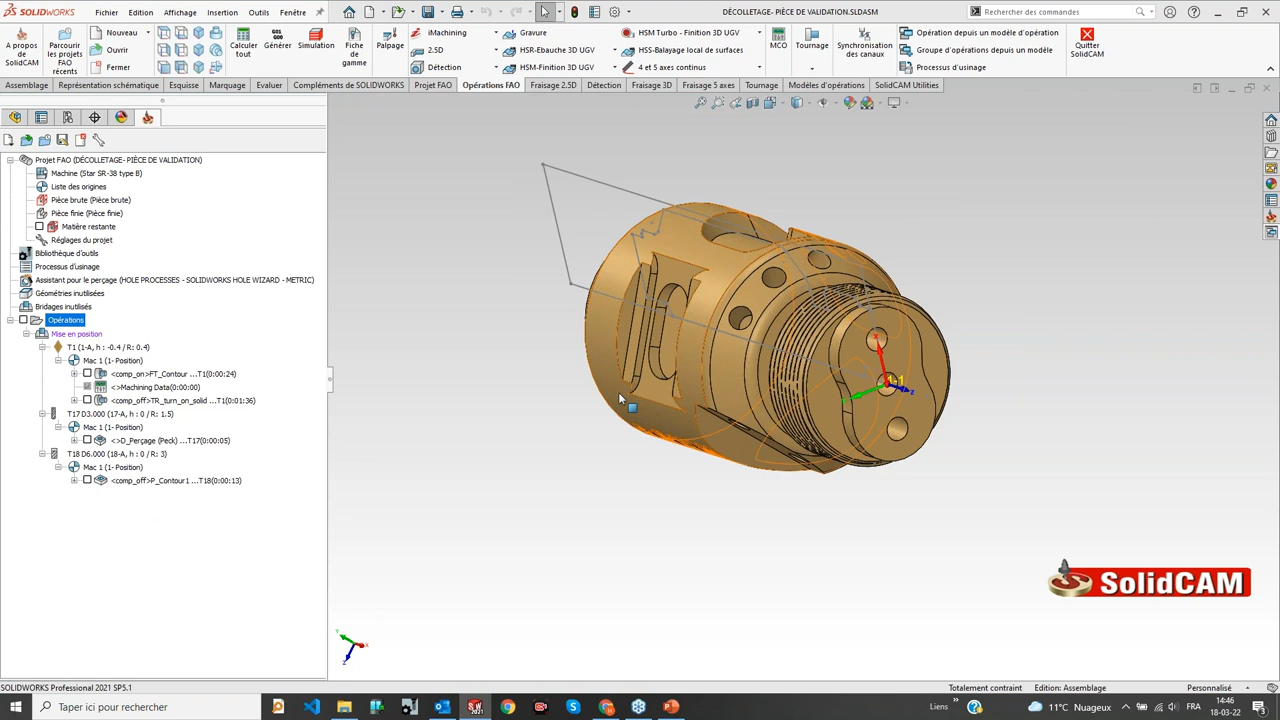 SOLIDWORKS
Fichier Edition Affichage Insertion Outils Fenêtre
DÉCOLLETAGE- PIÈCE DE VALIDATION.SLDASM
Rechercher des commandes
A propos de SolidCAM
Parcourir les projets FAO récents
Nouveau
Ouvrir
Fermer
Calculer tout
Générer
Simulation
Fiche de gamme
Palpage
iMachining
2.5D
Détection
Gravure
HSR-Ebauche 3D UGV
HSM-Finition 3D UGV
HSM Turbo - Finition 3D UGV
HSS-Balayage local de surfaces
4 et 5 axes continus
MCO
Tournage
Synchronisation des canaux
Opération depuis un modèle d'opération
Groupe d'opérations depuis un modèle
Processus d'usinage
Quitter SolidCAM
Assemblage Représentation schématique Esquisse Marquage Evaluer Compléments de SOLIDWORKS Projet FAO Opérations FAO Fraisage 2.5D Détection Fraisage 3D Fraisage 5 axes Tournage Modèles d'opération SolidCAM Utilities
Projet FAO (DÉCOLLETAGE- PIÈCE DE VALIDATION)
Machine (Star SR-38 type B)
Liste des origines
Pièce brute (Pièce brute)
Pièce finie (Pièce finie)
Matière restante
Réglages du projet
Bibliothèque d'outils
Processus d'usinage
Assistant pour le perçage (HOLE PROCESSES - SOLIDWORKS HOLE WIZARD - METRIC)
Géométries inutilisées
Bridages inutilisés
Opérations
Mise en position
T1 (1-A, h : -0.4 / R: 0.4)
Mac 1 (1- Position)
<comp_on>FT_Contour ...T1(0:00:24)
<>Machining Data(0:00:00)
<comp_off>TR_turn_on_solid ...T1(0:01:36)
T17 D3.000 (17-A, h : 0 / R: 1.5)
Mac 1 (1- Position)
<>D_Perçage (Peck) ...T17(0:00:05)
T18 D6.000 (18-A, h : 0 / R: 3)
Mac 1 (1- Position)
<comp_off>P_Contour1 ...T18(0:00:13)
SolidCAM
SOLIDWORKS Professional 2021 SP5.1
Totalement contraint
Edition: Assemblage
Personnalisé
Taper ici pour rechercher
Liens
11°C Nuageux
FRA
14:46
18-03-22